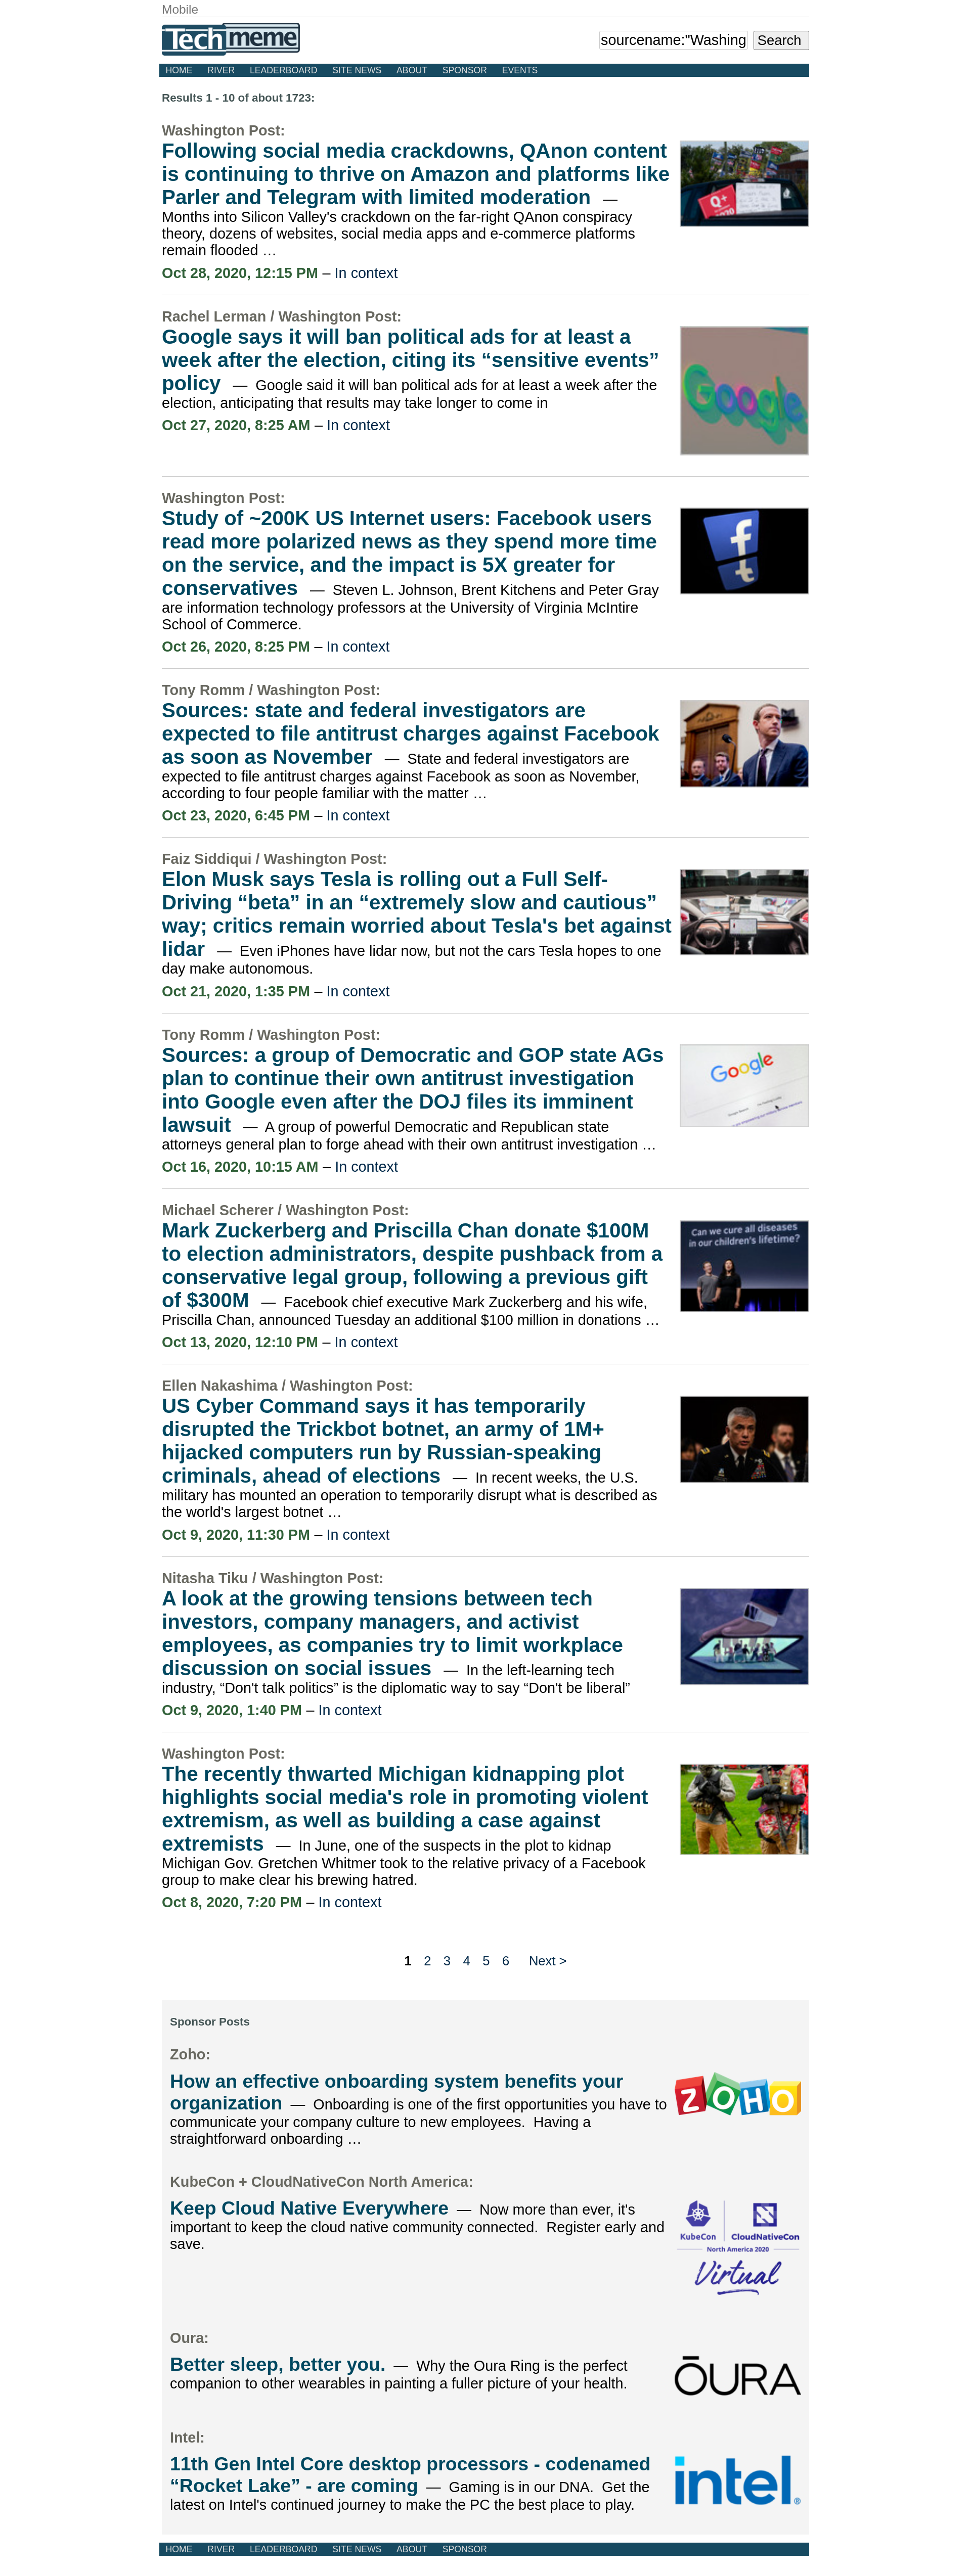 Mobile
Techmeme
sourcename:"Washing
Search
HOME RIVER LEADERBOARD SITE NEWS ABOUT SPONSOR EVENTS
Results 1 - 10 of about 1723:
Washington Post:
Following social media crackdowns, QAnon content
is continuing to thrive on Amazon and platforms like
Parler and Telegram with limited moderation —
Months into Silicon Valley's crackdown on the far-right QAnon conspiracy
theory, dozens of websites, social media apps and e-commerce platforms
remain flooded …
Oct 28, 2020, 12:15 PM – In context
Rachel Lerman / Washington Post:
Google says it will ban political ads for at least a
week after the election, citing its “sensitive events”
policy — Google said it will ban political ads for at least a week after the
election, anticipating that results may take longer to come in
Oct 27, 2020, 8:25 AM – In context
Google
Washington Post:
Study of ~200K US Internet users: Facebook users
read more polarized news as they spend more time
on the service, and the impact is 5X greater for
conservatives — Steven L. Johnson, Brent Kitchens and Peter Gray
are information technology professors at the University of Virginia McIntire
School of Commerce.
Oct 26, 2020, 8:25 PM – In context
Tony Romm / Washington Post:
Sources: state and federal investigators are
expected to file antitrust charges against Facebook
as soon as November — State and federal investigators are
expected to file antitrust charges against Facebook as soon as November,
according to four people familiar with the matter …
Oct 23, 2020, 6:45 PM – In context
Faiz Siddiqui / Washington Post:
Elon Musk says Tesla is rolling out a Full Self-
Driving “beta” in an “extremely slow and cautious”
way; critics remain worried about Tesla's bet against
lidar — Even iPhones have lidar now, but not the cars Tesla hopes to one
day make autonomous.
Oct 21, 2020, 1:35 PM – In context
Tony Romm / Washington Post:
Sources: a group of Democratic and GOP state AGs
plan to continue their own antitrust investigation
into Google even after the DOJ files its imminent
lawsuit — A group of powerful Democratic and Republican state
attorneys general plan to forge ahead with their own antitrust investigation …
Oct 16, 2020, 10:15 AM – In context
Google
Michael Scherer / Washington Post:
Mark Zuckerberg and Priscilla Chan donate $100M
to election administrators, despite pushback from a
conservative legal group, following a previous gift
of $300M — Facebook chief executive Mark Zuckerberg and his wife,
Priscilla Chan, announced Tuesday an additional $100 million in donations …
Oct 13, 2020, 12:10 PM – In context
Can we cure all diseases
in our children's lifetime?
Ellen Nakashima / Washington Post:
US Cyber Command says it has temporarily
disrupted the Trickbot botnet, an army of 1M+
hijacked computers run by Russian-speaking
criminals, ahead of elections — In recent weeks, the U.S.
military has mounted an operation to temporarily disrupt what is described as
the world's largest botnet …
Oct 9, 2020, 11:30 PM – In context
Nitasha Tiku / Washington Post:
A look at the growing tensions between tech
investors, company managers, and activist
employees, as companies try to limit workplace
discussion on social issues — In the left-learning tech
industry, “Don't talk politics” is the diplomatic way to say “Don't be liberal”
Oct 9, 2020, 1:40 PM – In context
Washington Post:
The recently thwarted Michigan kidnapping plot
highlights social media's role in promoting violent
extremism, as well as building a case against
extremists — In June, one of the suspects in the plot to kidnap
Michigan Gov. Gretchen Whitmer took to the relative privacy of a Facebook
group to make clear his brewing hatred.
Oct 8, 2020, 7:20 PM – In context
1 2 3 4 5 6 Next >
Sponsor Posts
Zoho:
How an effective onboarding system benefits your
organization — Onboarding is one of the first opportunities you have to
communicate your company culture to new employees. Having a
straightforward onboarding …
ZOHO
KubeCon + CloudNativeCon North America:
Keep Cloud Native Everywhere — Now more than ever, it's
important to keep the cloud native community connected. Register early and
save.
KubeCon CloudNativeCon
North America 2020
Virtual
Oura:
Better sleep, better you. — Why the Oura Ring is the perfect
companion to other wearables in painting a fuller picture of your health.
ŌURA
Intel:
11th Gen Intel Core desktop processors - codenamed
“Rocket Lake” - are coming — Gaming is in our DNA. Get the
latest on Intel's continued journey to make the PC the best place to play.
intel.
HOME RIVER LEADERBOARD SITE NEWS ABOUT SPONSOR